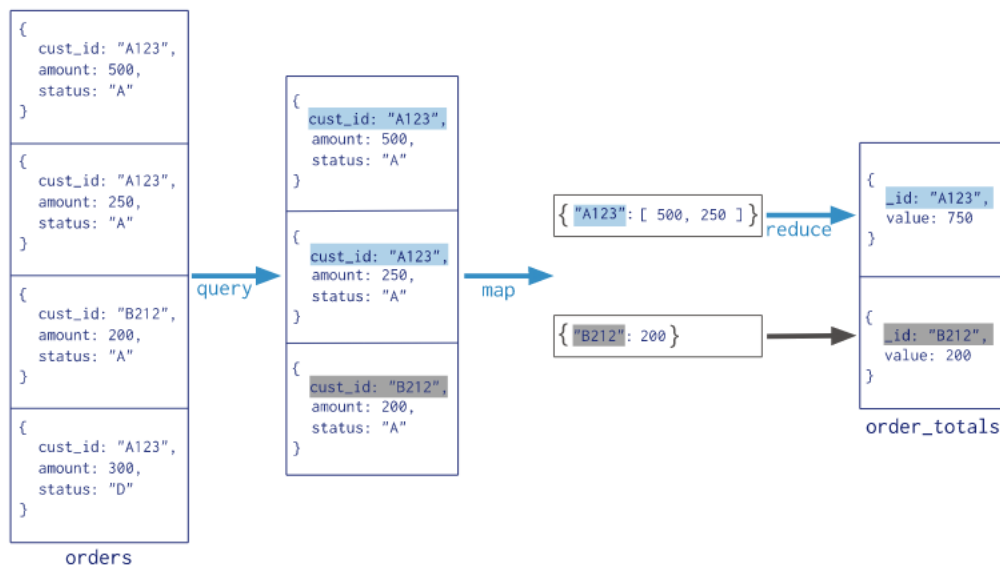 {
cust_id: "A123",
amount: 500,
status: "A"
}
{
cust_id: "A123",
amount: 250,
status: "A"
}
{
cust_id: "B212",
amount: 200,
status: "A"
}
{
cust_id: "A123",
amount: 300,
status: "D"
}
orders
query
{
cust_id: "A123",
amount: 500,
status: "A"
}
{
cust_id: "A123",
amount: 250,
status: "A"
}
{
cust_id: "B212",
amount: 200,
status: "A"
}
map
{ "A123": [ 500, 250 ] }
{ "B212": 200 }
reduce
{
_id: "A123",
value: 750
}
{
_id: "B212",
value: 200
}
order_totals